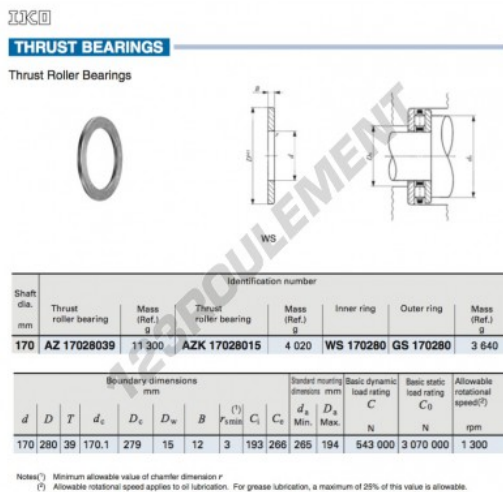 IKO
THRUST BEARINGS
Thrust Roller Bearings
B
r
D
d
Da
da
WS
123ROULEMENT
Shaft dia. mm
Identification number
Thrust roller bearing
Mass (Ref.) g
Thrust roller bearing
Mass (Ref.) g
Inner ring
Outer ring
Mass (Ref.) g
170 AZ 17028039 11 300 AZK 17028015 4 020 WS 170280 GS 170280 3 640
Boundary dimensions mm
Standard mounting dimensions mm
Basic dynamic load rating C N
Basic static load rating C0 N
Allowable rotational speed(2) rpm
d D T dc Dc Dw B rsmin(1) Ci Ce da Min. Da Max.
170 280 39 170.1 279 15 12 3 193 266 265 194 543 000 3 070 000 1 300
Notes(1) Minimum allowable value of chamfer dimension r
(2) Allowable rotational speed applies to oil lubrication. For grease lubrication, a maximum of 25% of this value is allowable.